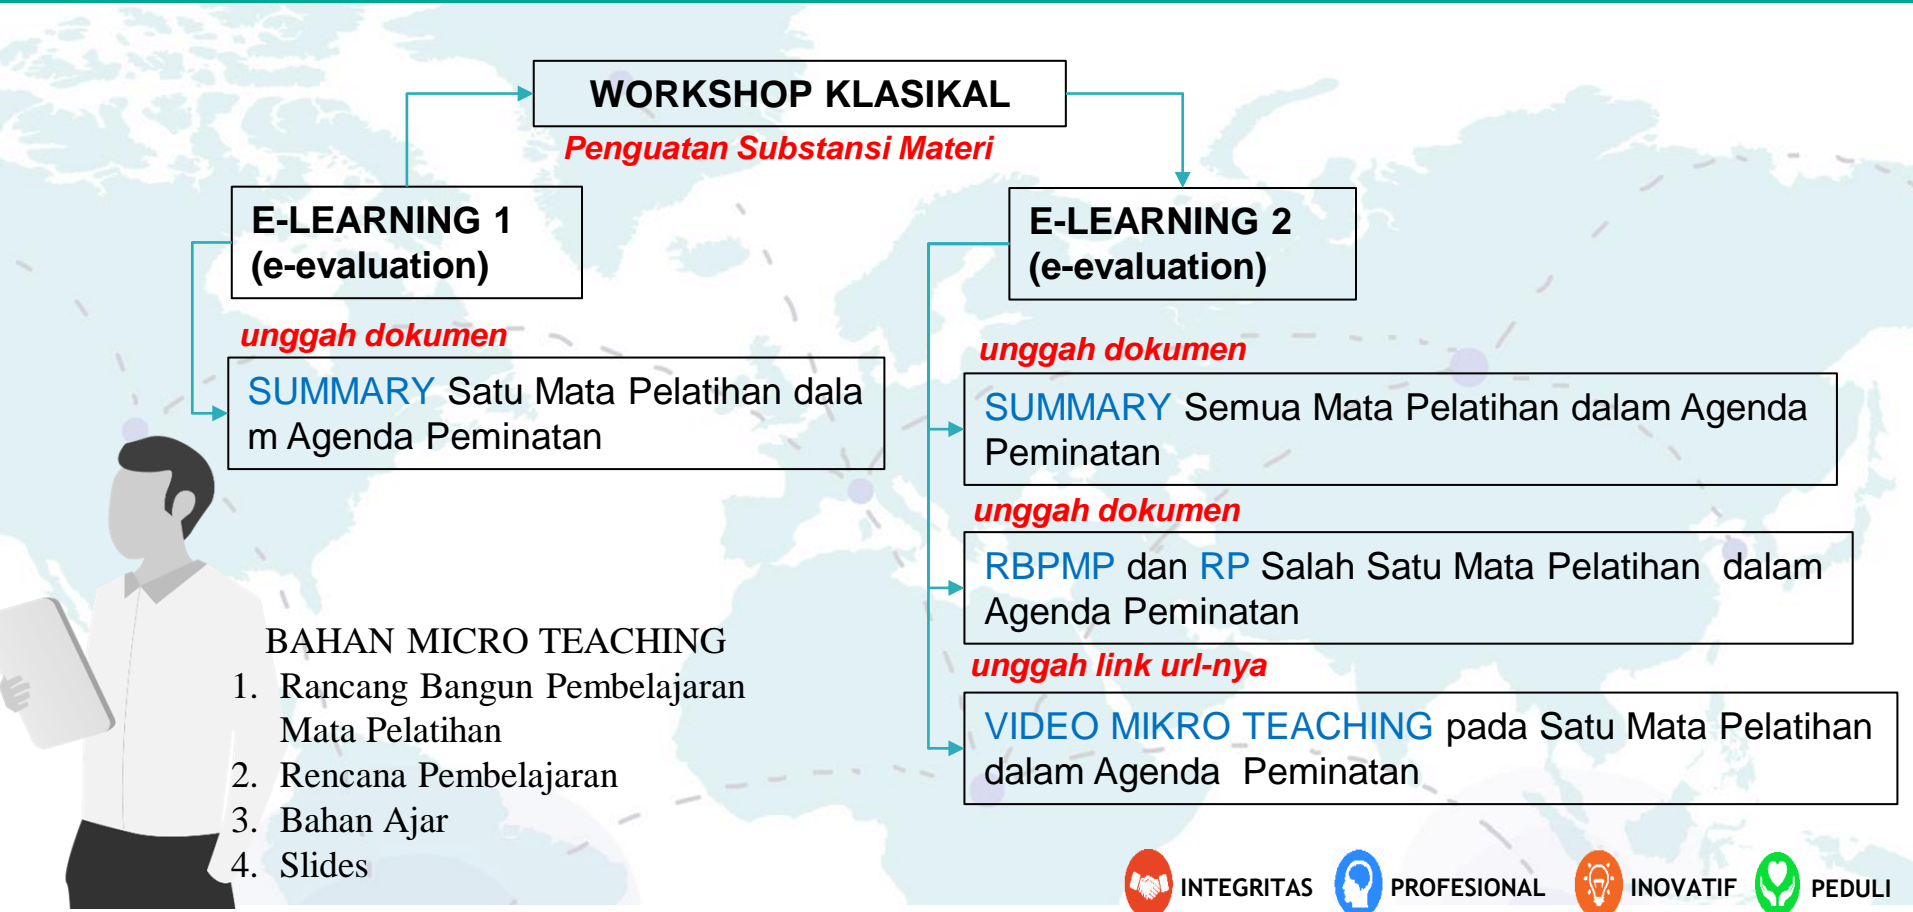 WORKSHOP KLASIKAL
Penguatan Substansi Materi
E-LEARNING 1
(e-evaluation)
unggah dokumen
SUMMARY Satu Mata Pelatihan dala
m Agenda Peminatan
E-LEARNING 2
(e-evaluation)
unggah dokumen
SUMMARY Semua Mata Pelatihan dalam Agenda
Peminatan
unggah dokumen
RBPMP dan RP Salah Satu Mata Pelatihan dalam
Agenda Peminatan
unggah link url-nya
VIDEO MIKRO TEACHING pada Satu Mata Pelatihan
dalam Agenda Peminatan
BAHAN MICRO TEACHING
1. Rancang Bangun Pembelajaran
Mata Pelatihan
2. Rencana Pembelajaran
3. Bahan Ajar
4. Slides
INTEGRITAS PROFESIONAL INOVATIF PEDULI